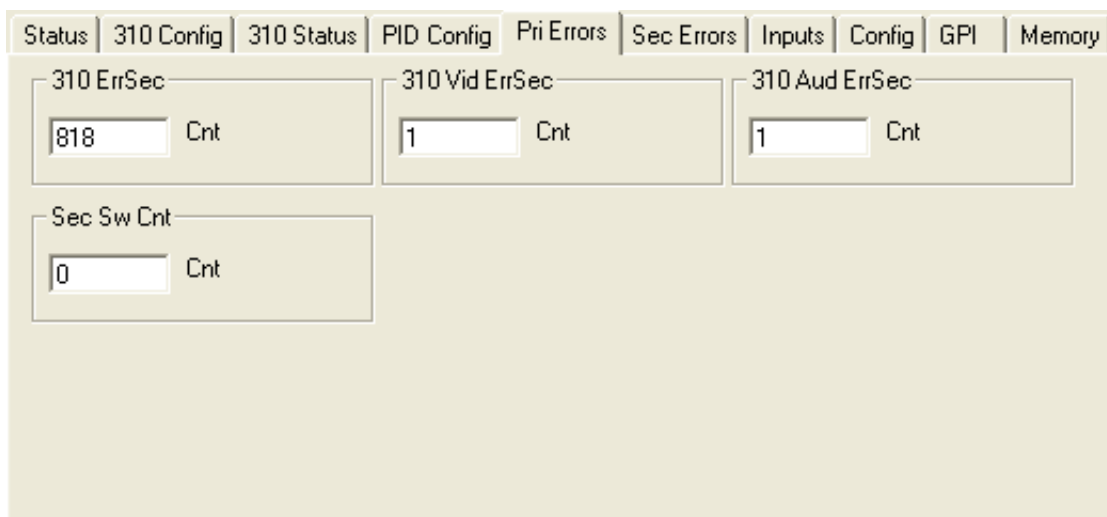 Status 310 Config 310 Status PID Config Pri Errors Sec Errors Inputs Config GPI Memory
310 ErrSec 310 Vid ErrSec 310 Aud ErrSec
818 Cnt 1 Cnt 1 Cnt
Sec Sw Cnt
0 Cnt